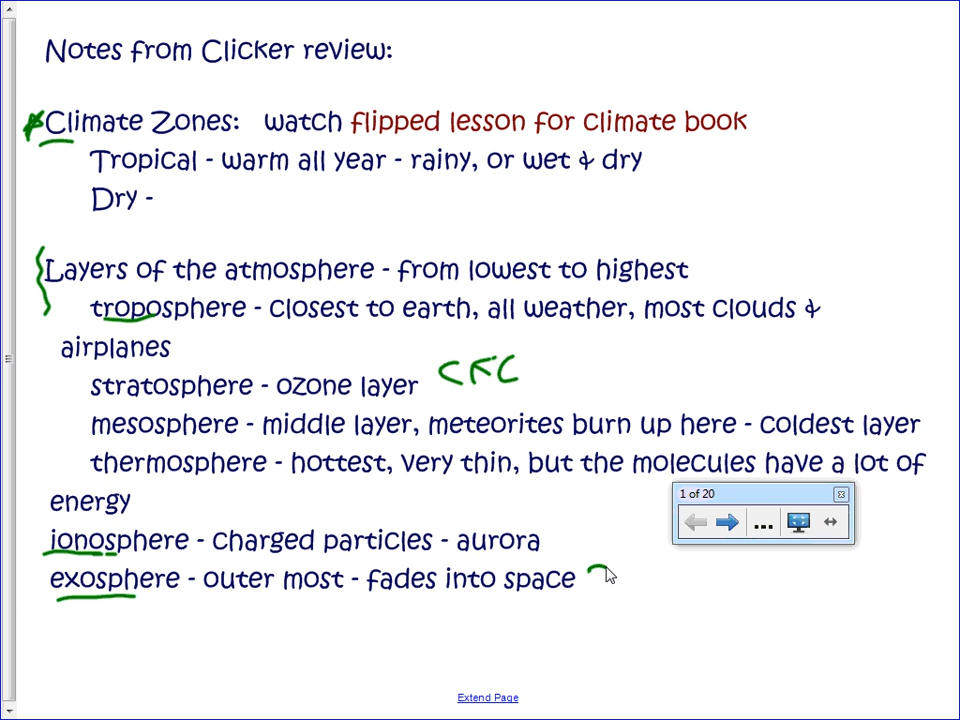 Notes from Clicker review:
Climate Zones: watch flipped lesson for climate book
Tropical - warm all year - rainy, or wet & dry
Dry -
Layers of the atmosphere - from lowest to highest
troposphere - closest to earth, all weather, most clouds &
airplanes
stratosphere - ozone layer CFC
mesosphere - middle layer, meteorites burn up here - coldest layer
thermosphere - hottest, very thin, but the molecules have a lot of
energy
1 of 20
...
ionosphere - charged particles - aurora
exosphere - outer most - fades into space
Extend Page